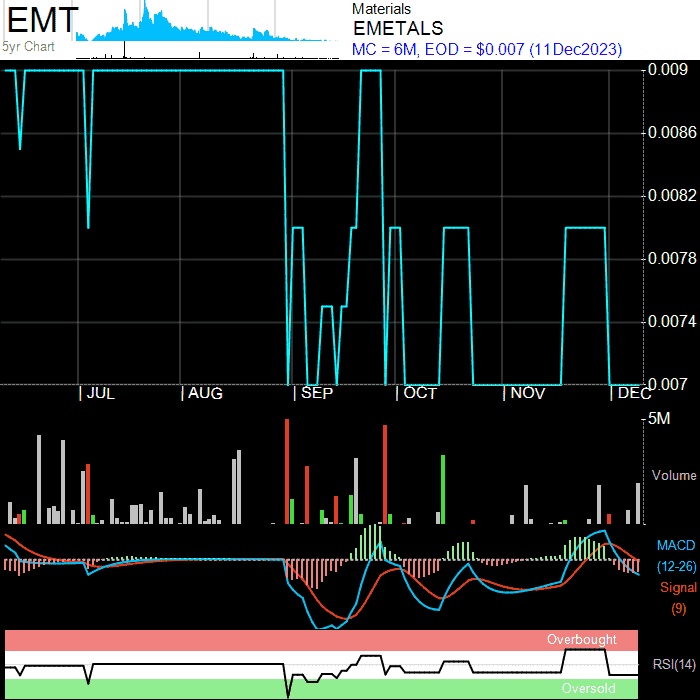 EMT
5yr Chart
Materials
EMETALS
MC = 6M, EOD = $0.007 (11Dec2023)
0.009
0.0086
0.0082
0.0078
0.0074
0.007
JUL AUG SEP OCT NOV DEC
5M
Volume
MACD
(12-26)
Signal
(9)
Overbought
RSI(14)
Oversold